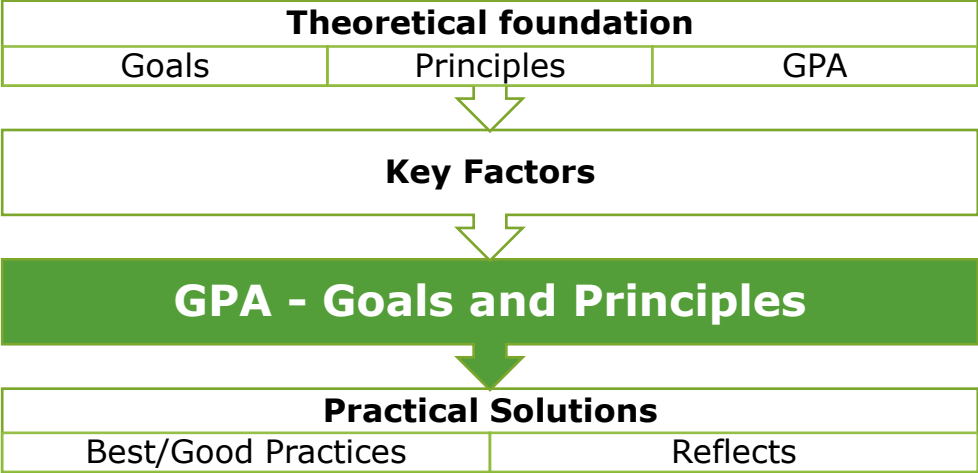 Theoretical foundation
Goals
Principles
GPA
Key Factors
GPA - Goals and Principles
Practical Solutions
Best/Good Practices
Reflects